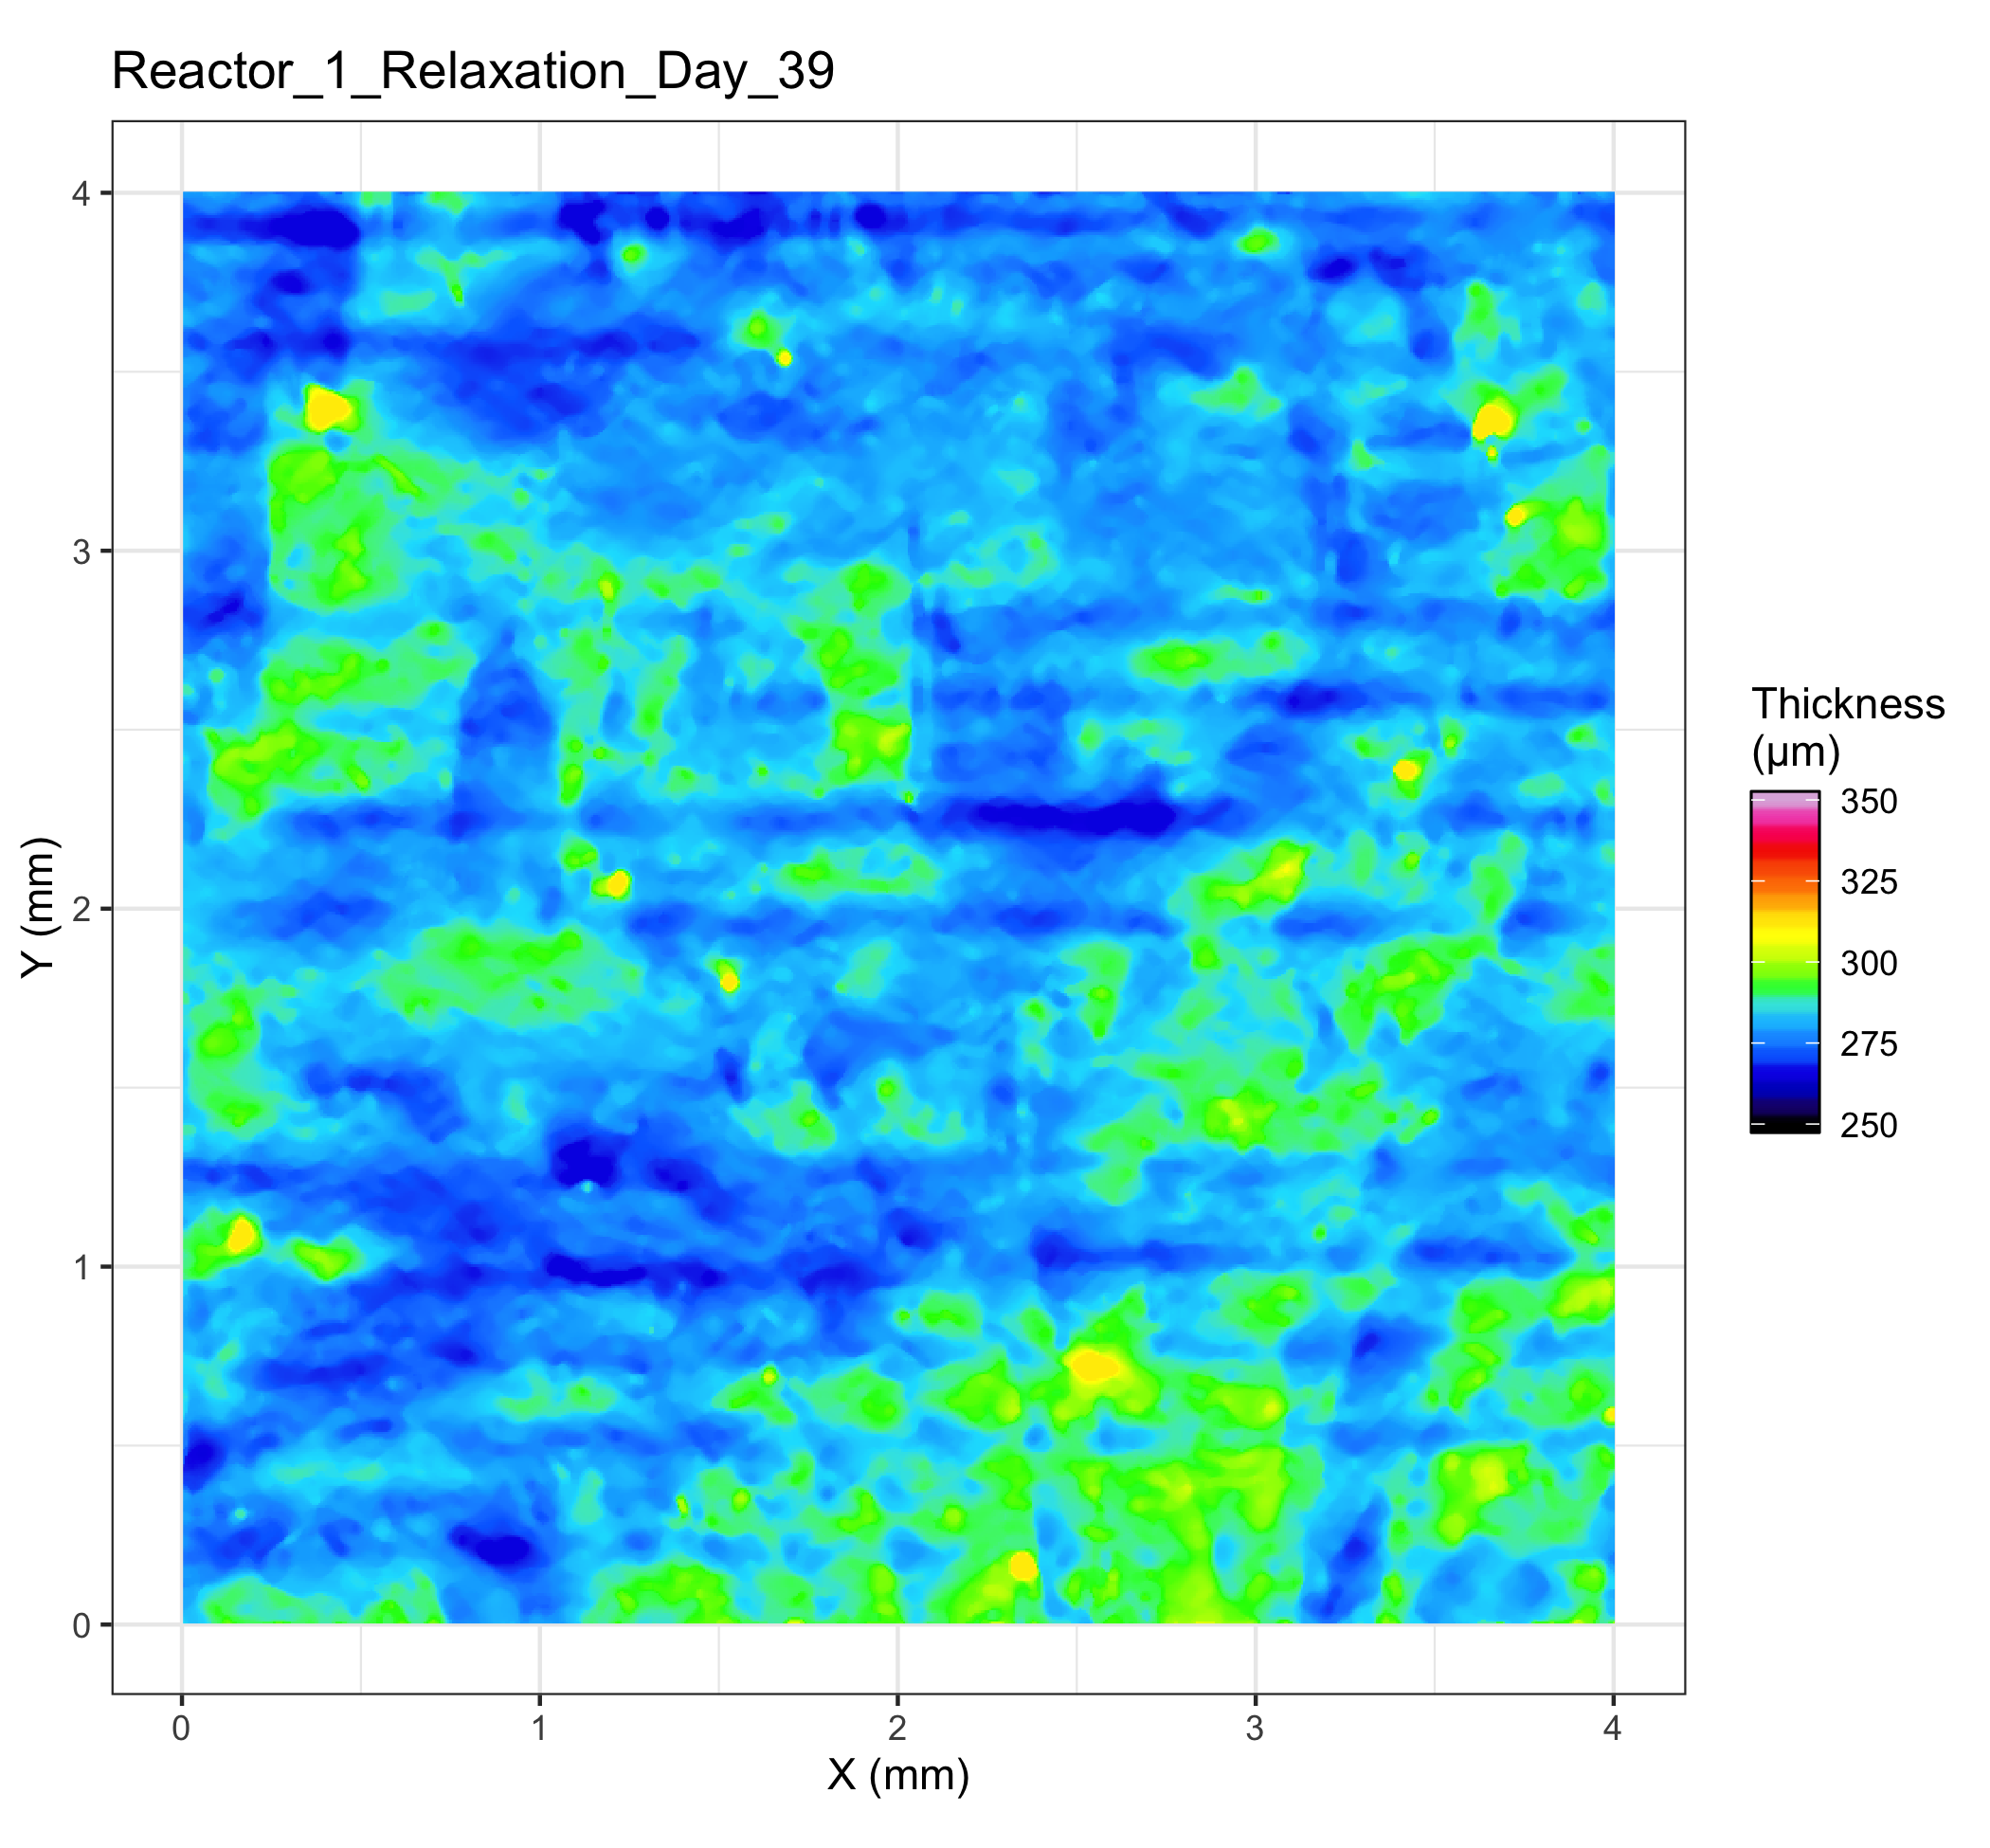 Reactor_1_Relaxation_Day_39
4
3
2
1
0
Y (mm)
0 1 2 3 4
X (mm)
Thickness
(μm)
350
325
300
275
250